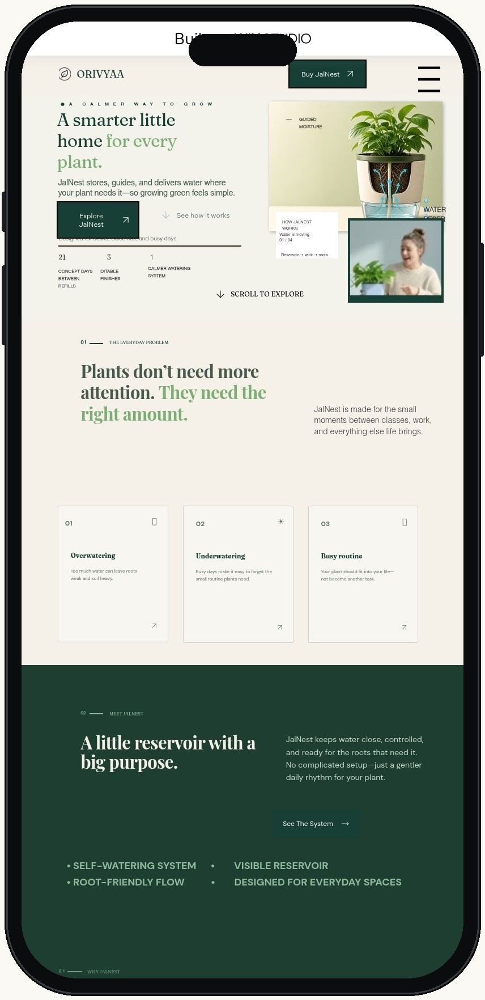 ORIVYAA
Buy JalNest
A CALMER WAY TO GROW
A smarter little
home for every
plant.
JalNest stores, guides, and delivers water where
your plant needs it—so growing green feels simple.
Explore
JalNest
See how it works
Designed for desks, balconies, and busy days.
21
CONCEPT DAYS
BETWEEN
REFILLS
3
DITABLE
FINISHES
1
CALMER WATERING
SYSTEM
GUIDED
MOISTURE
WATER
HOW JALNEST
WORKS
Water is moving
01 / 04
Reservoir → wick → roots
SCROLL TO EXPLORE
01 THE EVERYDAY PROBLEM
Plants don’t need more
attention. They need the
right amount.
JalNest is made for the small
moments between classes, work,
and everything else life brings.
01
Overwatering
Too much water can leave roots
weak and soil heavy.
02
Underwatering
Busy days make it easy to forget the
small routine plants need.
03
Busy routine
Your plant should fit into your life—
not become another task.
02 MEET JALNEST
A little reservoir with a
big purpose.
JalNest keeps water close, controlled,
and ready for the roots that need it.
No complicated setup—just a gentler
daily rhythm for your plant.
See The System →
• SELF-WATERING SYSTEM • VISIBLE RESERVOIR
• ROOT-FRIENDLY FLOW • DESIGNED FOR EVERYDAY SPACES
2.1 WHY JALNEST